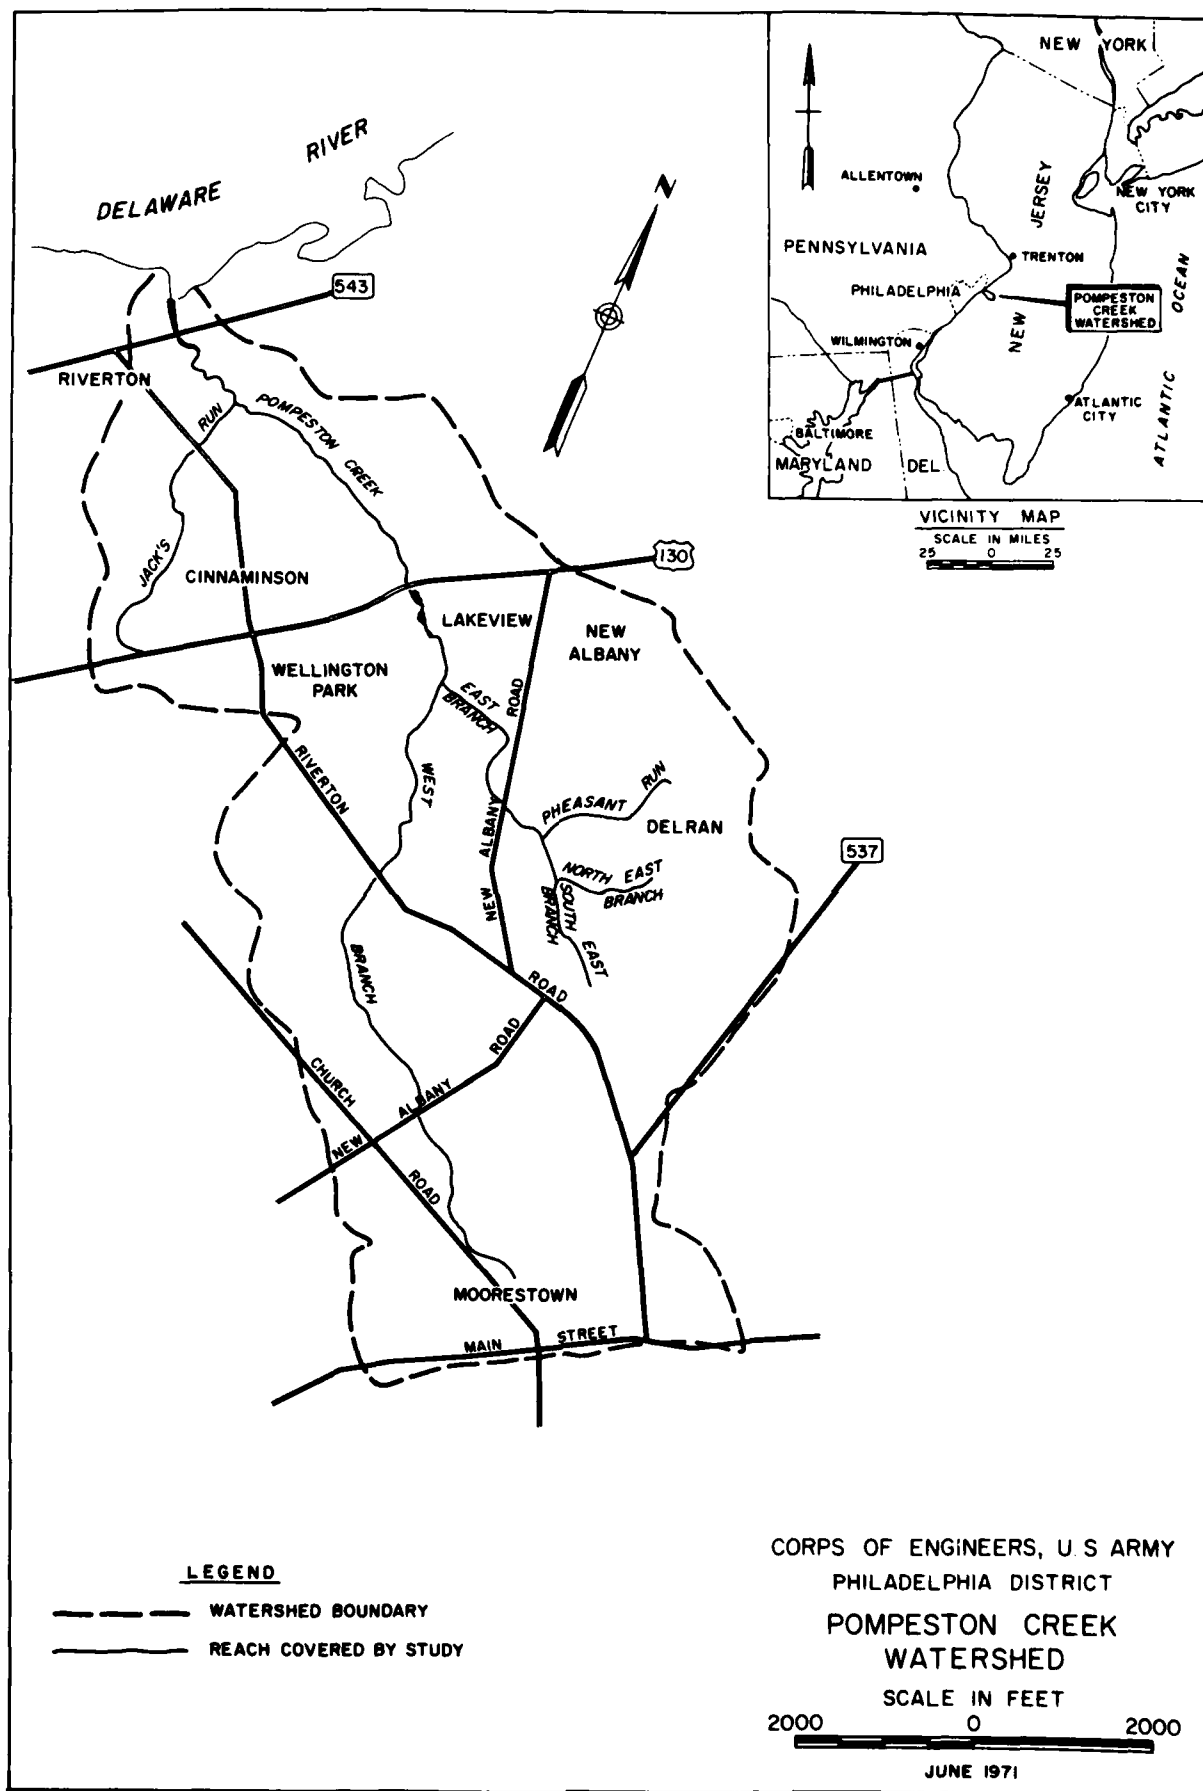 DELAWARE RIVER
N
543
RIVERTON
RUN
POMPESTON CREEK
JACK'S
130
CINNAMINSON
LAKEVIEW
NEW
ALBANY
WELLINGTON
PARK
EAST
BRANCH
ROAD
RIVERTON
WEST
PHEASANT RUN
DELRAN
ALBANY
537
NORTH EAST
BRANCH
NEW
SOUTH EAST
BRANCH
BRANCH
ROAD
ROAD
CHURCH
ALBANY
NEW
ROAD
MOORESTOWN
MAIN STREET
NEW YORK
ALLENTOWN
JERSEY
NEW YORK
CITY
PENNSYLVANIA
TRENTON
OCEAN
PHILADELPHIA
POMPESTON
CREEK
WATERSHED
NEW
WILMINGTON
ATLANTIC
ATLANTIC
CITY
BALTIMORE
MARYLAND
DEL.
VICINITY MAP
SCALE IN MILES
25 0 25
LEGEND
WATERSHED BOUNDARY
REACH COVERED BY STUDY
CORPS OF ENGINEERS, U.S ARMY
PHILADELPHIA DISTRICT
POMPESTON CREEK
WATERSHED
SCALE IN FEET
2000 0 2000
JUNE 1971